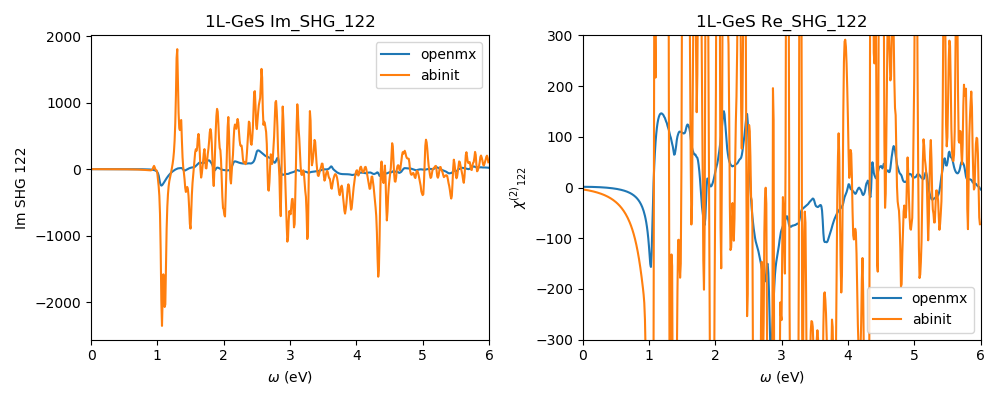 1L-GeS Im_SHG_122
Im SHG 122
2000
1000
0
−1000
−2000
openmx
abinit
0 1 2 3 4 5 6
ω (eV)
1L-GeS Re_SHG_122
χ⁽²⁾₁₂₂
300
200
100
0
−100
−200
−300
openmx
abinit
0 1 2 3 4 5 6
ω (eV)